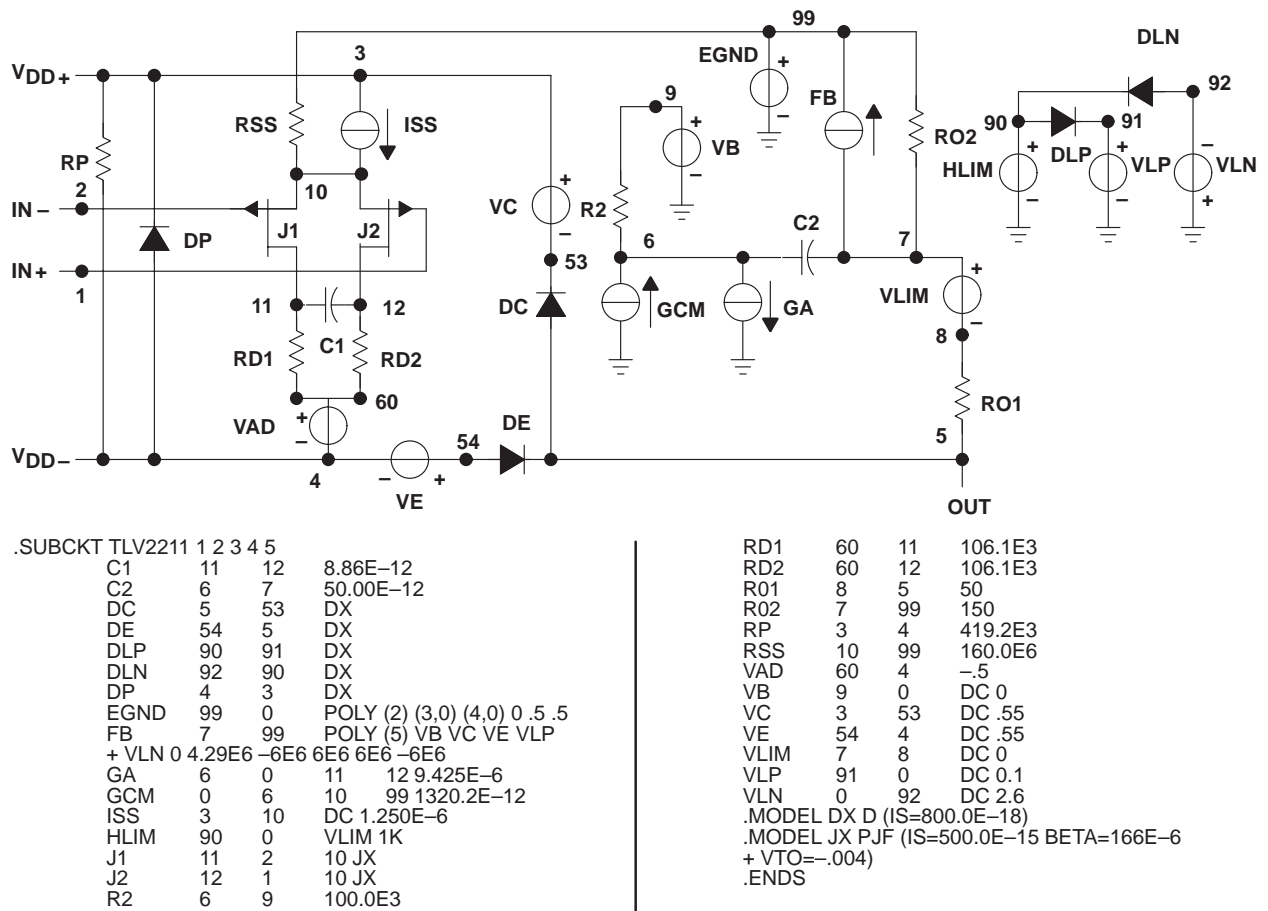 99
3
DLN
VDD+
EGND
+
9
FB
92
RSS
ISS
+
90
91
–
RP
VB
RO2
+
DLP
+
–
2
10
–
HLIM
VLP
VLN
IN–
+
–
–
+
VC
R2
C2
J1
J2
DP
–
6
7
IN+
+
1
53
VLIM
11
12
DC
GCM
GA
–
C1
8
RD1
RD2
60
RO1
+
VAD
–
DE
54
5
VDD–
4
–
+
VE
OUT
.SUBCKT TLV2211 1 2 3 4 5
C1 11 12 8.86E–12
C2 6 7 50.00E–12
DC 5 53 DX
DE 54 5 DX
DLP 90 91 DX
DLN 92 90 DX
DP 4 3 DX
EGND 99 0 POLY (2) (3,0) (4,0) 0 .5 .5
FB 7 99 POLY (5) VB VC VE VLP
+ VLN 0 4.29E6 –6E6 6E6 6E6 –6E6
GA 6 0 11 12 9.425E–6
GCM 0 6 10 99 1320.2E–12
ISS 3 10 DC 1.250E–6
HLIM 90 0 VLIM 1K
J1 11 2 10 JX
J2 12 1 10 JX
R2 6 9 100.0E3
RD1 60 11 106.1E3
RD2 60 12 106.1E3
R01 8 5 50
R02 7 99 150
RP 3 4 419.2E3
RSS 10 99 160.0E6
VAD 60 4 –.5
VB 9 0 DC 0
VC 3 53 DC .55
VE 54 4 DC .55
VLIM 7 8 DC 0
VLP 91 0 DC 0.1
VLN 0 92 DC 2.6
.MODEL DX D (IS=800.0E–18)
.MODEL JX PJF (IS=500.0E–15 BETA=166E–6
+ VTO=–.004)
.ENDS